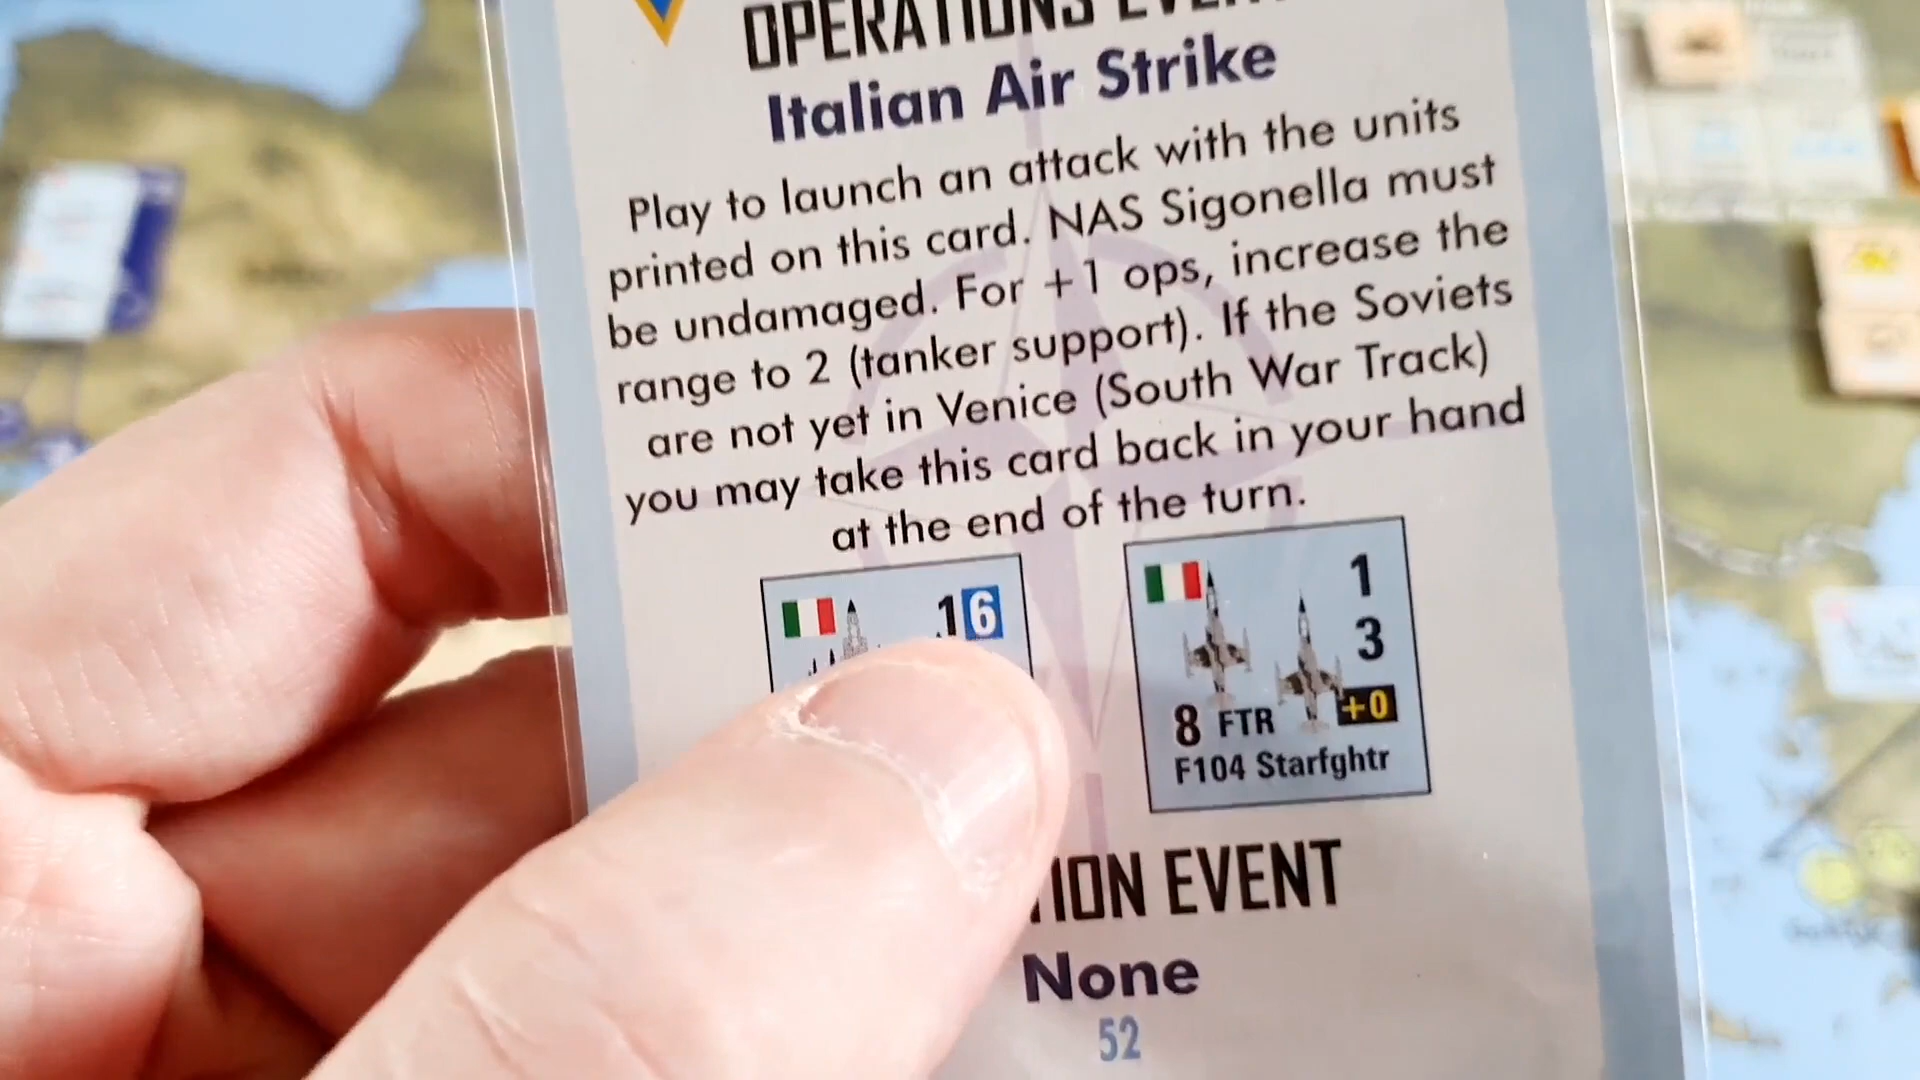 OPERATIONS EVENT
Italian Air Strike
Play to launch an attack with the units
printed on this card. NAS Sigonella must
be undamaged. For +1 ops, increase the
range to 2 (tanker support). If the Soviets
are not yet in Venice (South War Track)
you may take this card back in your hand
at the end of the turn.
16
1
3
+0
8 FTR
F104 Starfghtr
ION EVENT
None
52